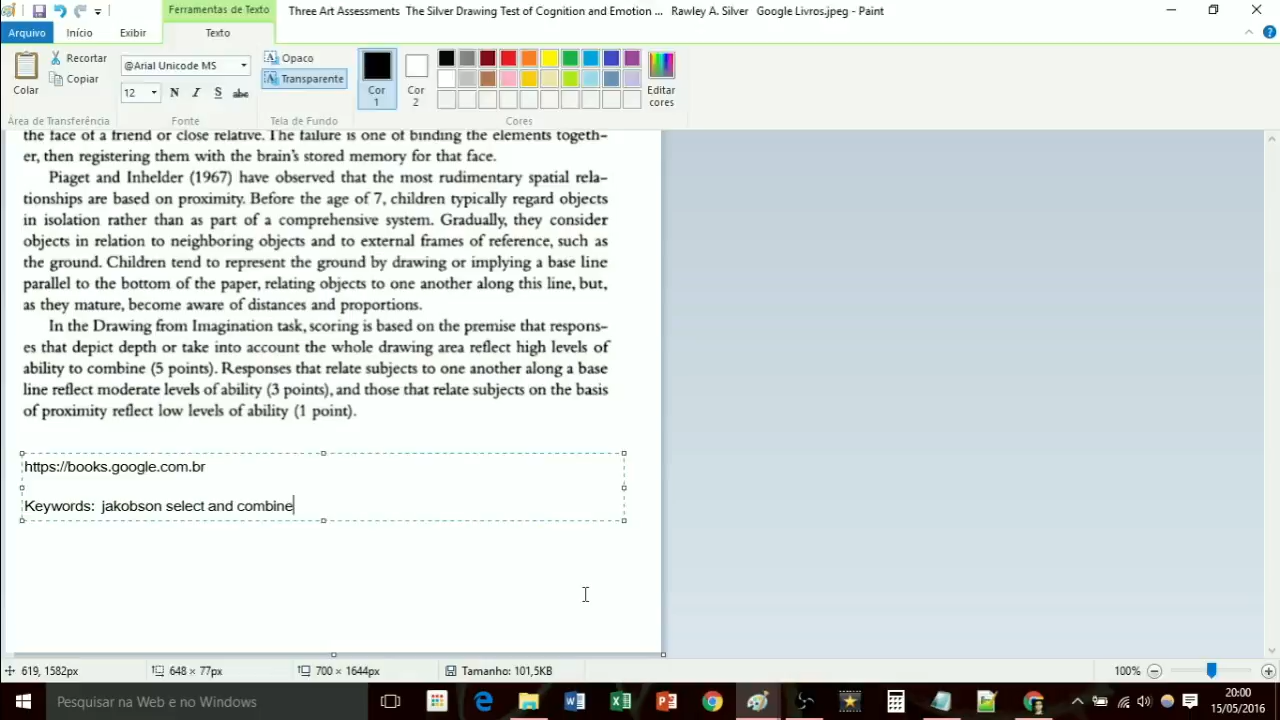 Ferramentas de Texto
Three Art Assessments The Silver Drawing Test of Cognition and Emotion ... Rawley A. Silver Google Livros.jpeg - Paint
Arquivo
Início
Exibir
Texto
Colar
Recortar
Copiar
Área de Transferência
@Arial Unicode MS
12
N
I
S
abc
Fonte
Opaco
Transparente
Tela de Fundo
Cor
1
Cor
2
Editar
cores
Cores
the face of a friend or close relative. The failure is one of binding the elements togeth-
er, then registering them with the brain's stored memory for that face.
Piaget and Inhelder (1967) have observed that the most rudimentary spatial rela-
tionships are based on proximity. Before the age of 7, children typically regard objects
in isolation rather than as part of a comprehensive system. Gradually, they consider
objects in relation to neighboring objects and to external frames of reference, such as
the ground. Children tend to represent the ground by drawing or implying a base line
parallel to the bottom of the paper, relating objects to one another along this line, but,
as they mature, become aware of distances and proportions.
In the Drawing from Imagination task, scoring is based on the premise that respons-
es that depict depth or take into account the whole drawing area reflect high levels of
ability to combine (5 points). Responses that relate subjects to one another along a base
line reflect moderate levels of ability (3 points), and those that relate subjects on the basis
of proximity reflect low levels of ability (1 point).
https://books.google.com.br
Keywords: jakobson select and combine
619, 1582px
648 × 77px
700 × 1644px
Tamanho: 101,5KB
100%
Pesquisar na Web e no Windows
20:00
15/05/2016